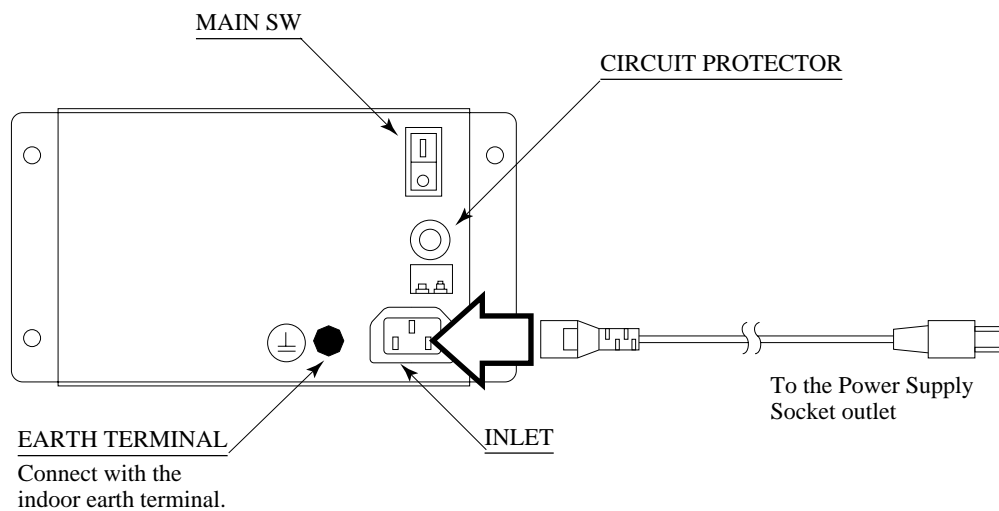 MAIN SW
CIRCUIT PROTECTOR
To the Power Supply
Socket outlet
EARTH TERMINAL
Connect with the
indoor earth terminal.
INLET